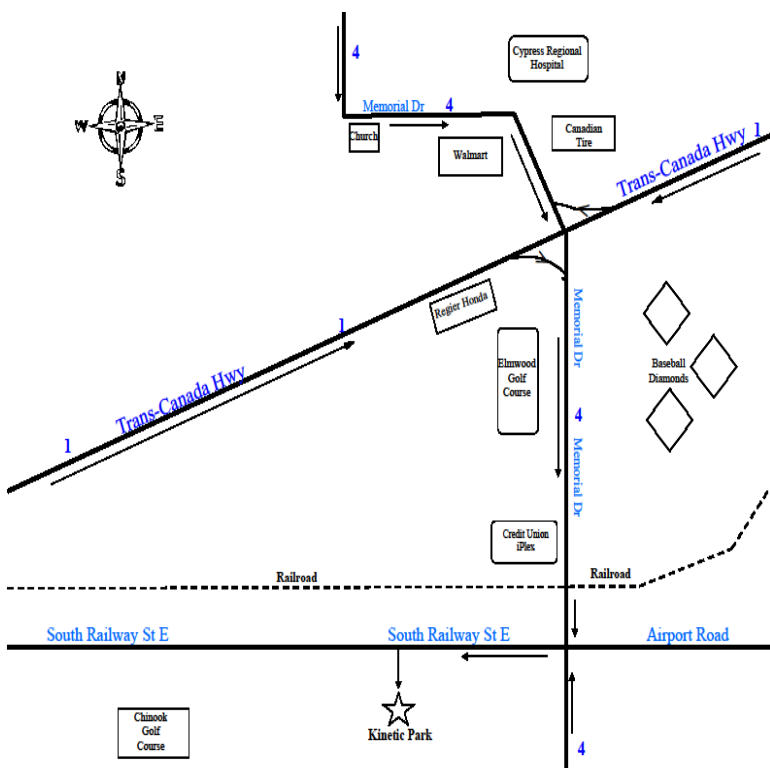 4
Cypress Regional
Hospital
N
W
E
S
Memorial Dr
4
Church
Walmart
Canadian
Tire
Trans-Canada Hwy
1
Regier Honda
Memorial Dr
1
Elmwood
Golf
Course
Baseball
Diamonds
Trans-Canada Hwy
4
1
Memorial Dr
Credit Union
iPlex
Railroad
Railroad
South Railway St E
South Railway St E
Airport Road
Chinook
Golf
Course
Kinetic Park
4